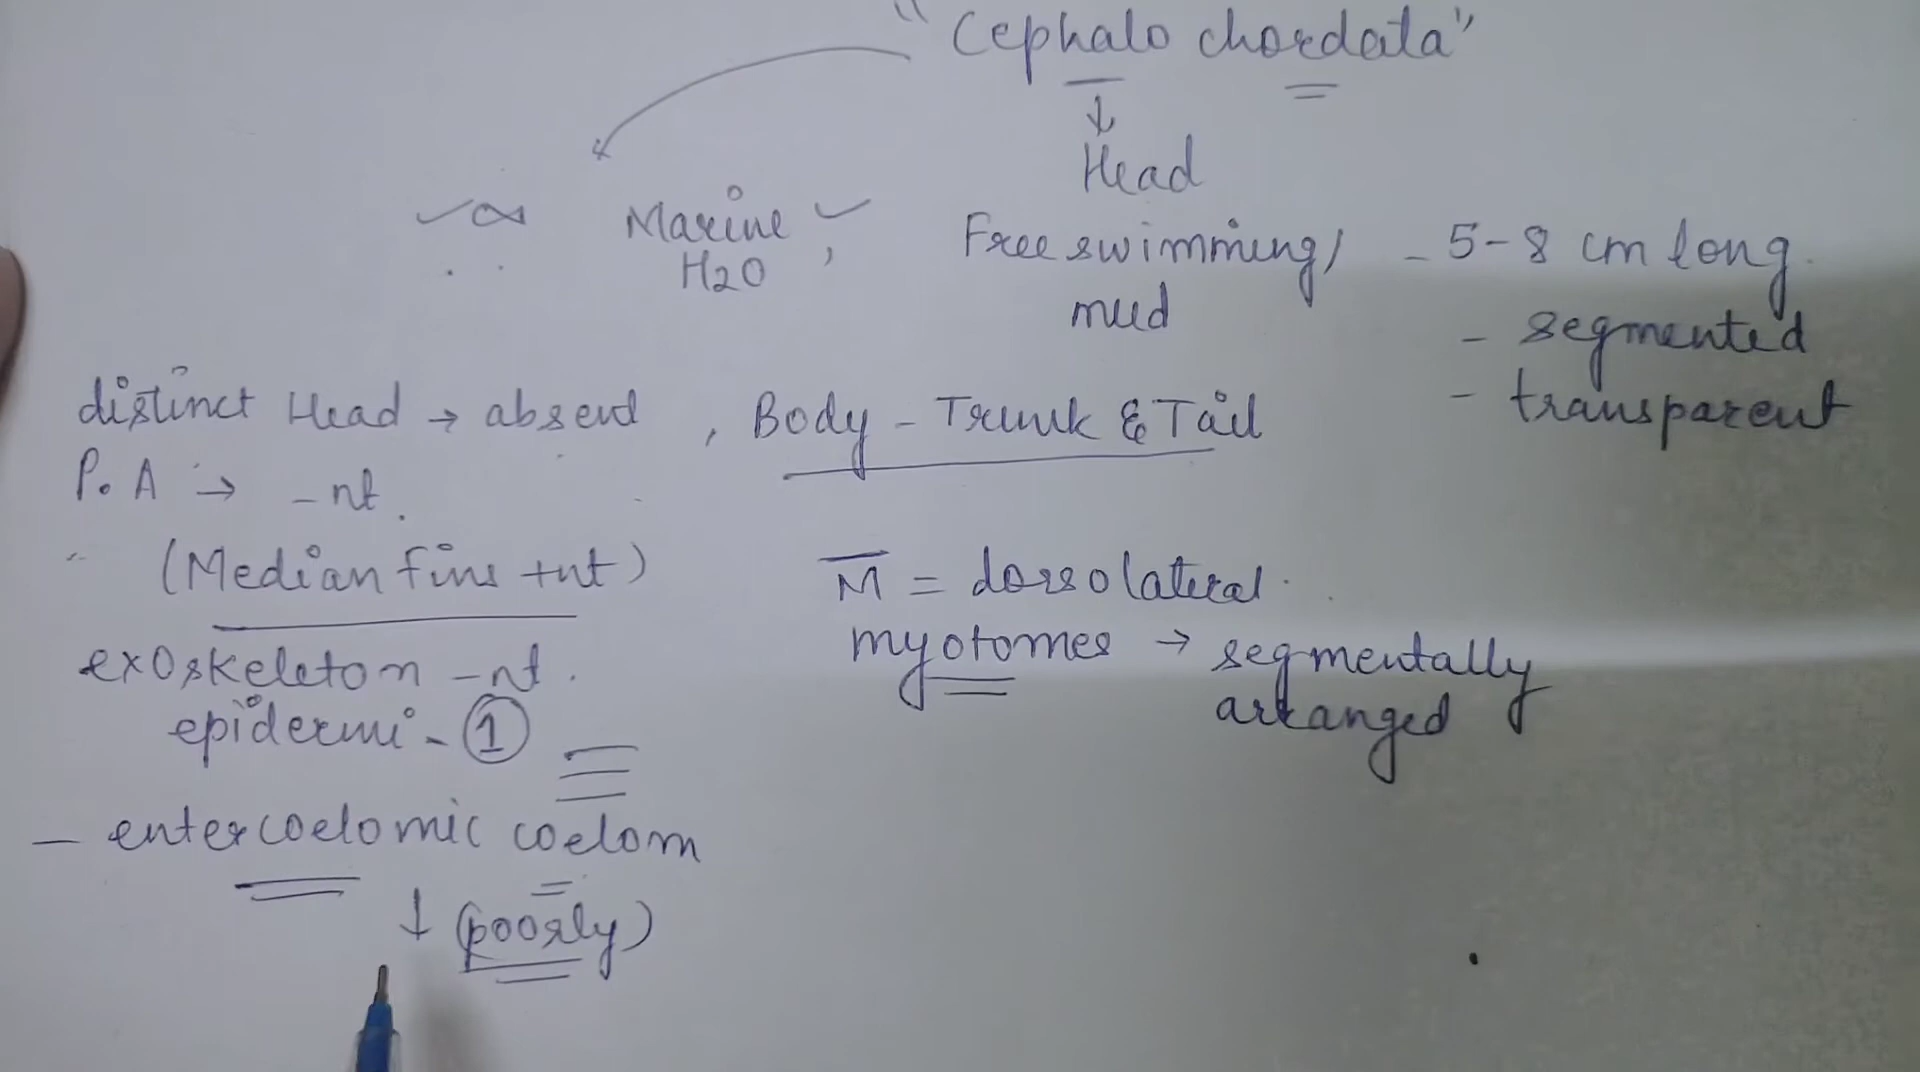 "Cephalo chordata"
↓
Head
Marine
H2O ,
Free swimming/
mud
- 5-8 cm long
- segmented
- transparent
distinct Head → absent , Body - Trunk & Tail
P.A → -nt.
(Median fins +nt)
M = dorsolateral
myotomes → segmentally
arranged
exoskeleton -nt.
epidermi - ①
- entercoelomic coelom
↓ (poorly)